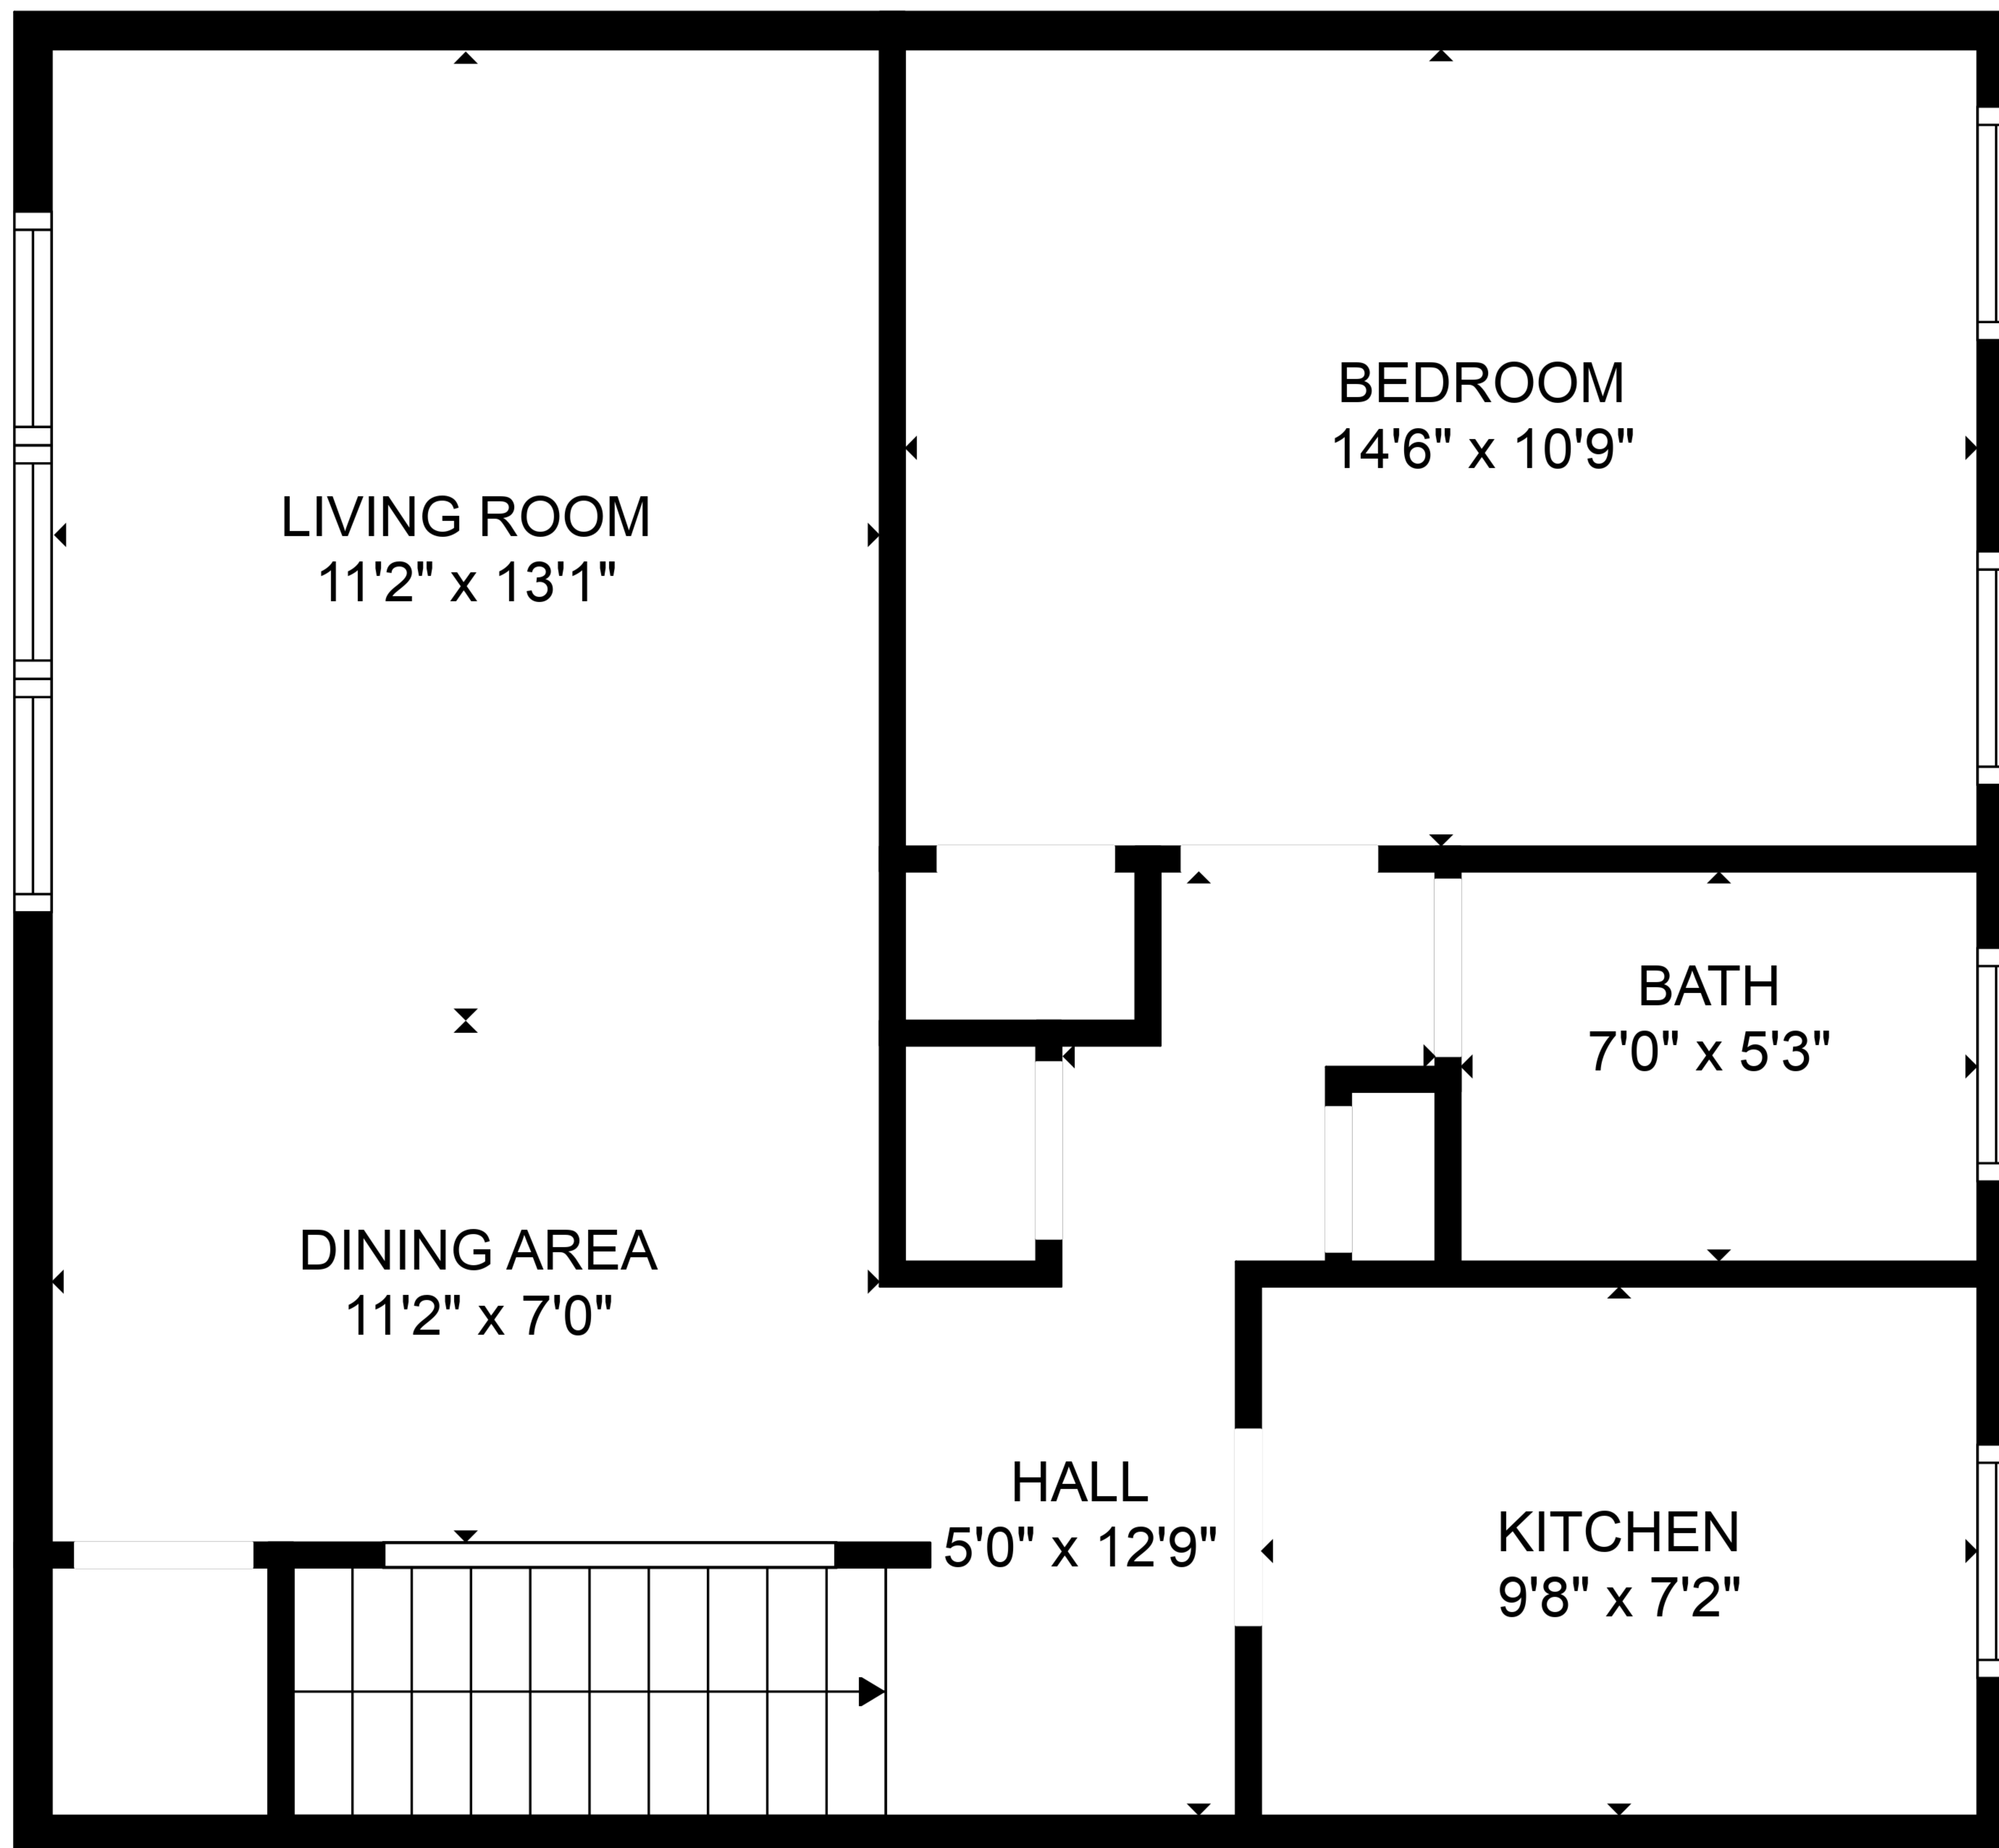 BEDROOM
14'6" x 10'9"
LIVING ROOM
11'2" x 13'1"
BATH
7'0" x 5'3"
DINING AREA
11'2" x 7'0"
HALL
5'0" x 12'9"
KITCHEN
9'8" x 7'2"